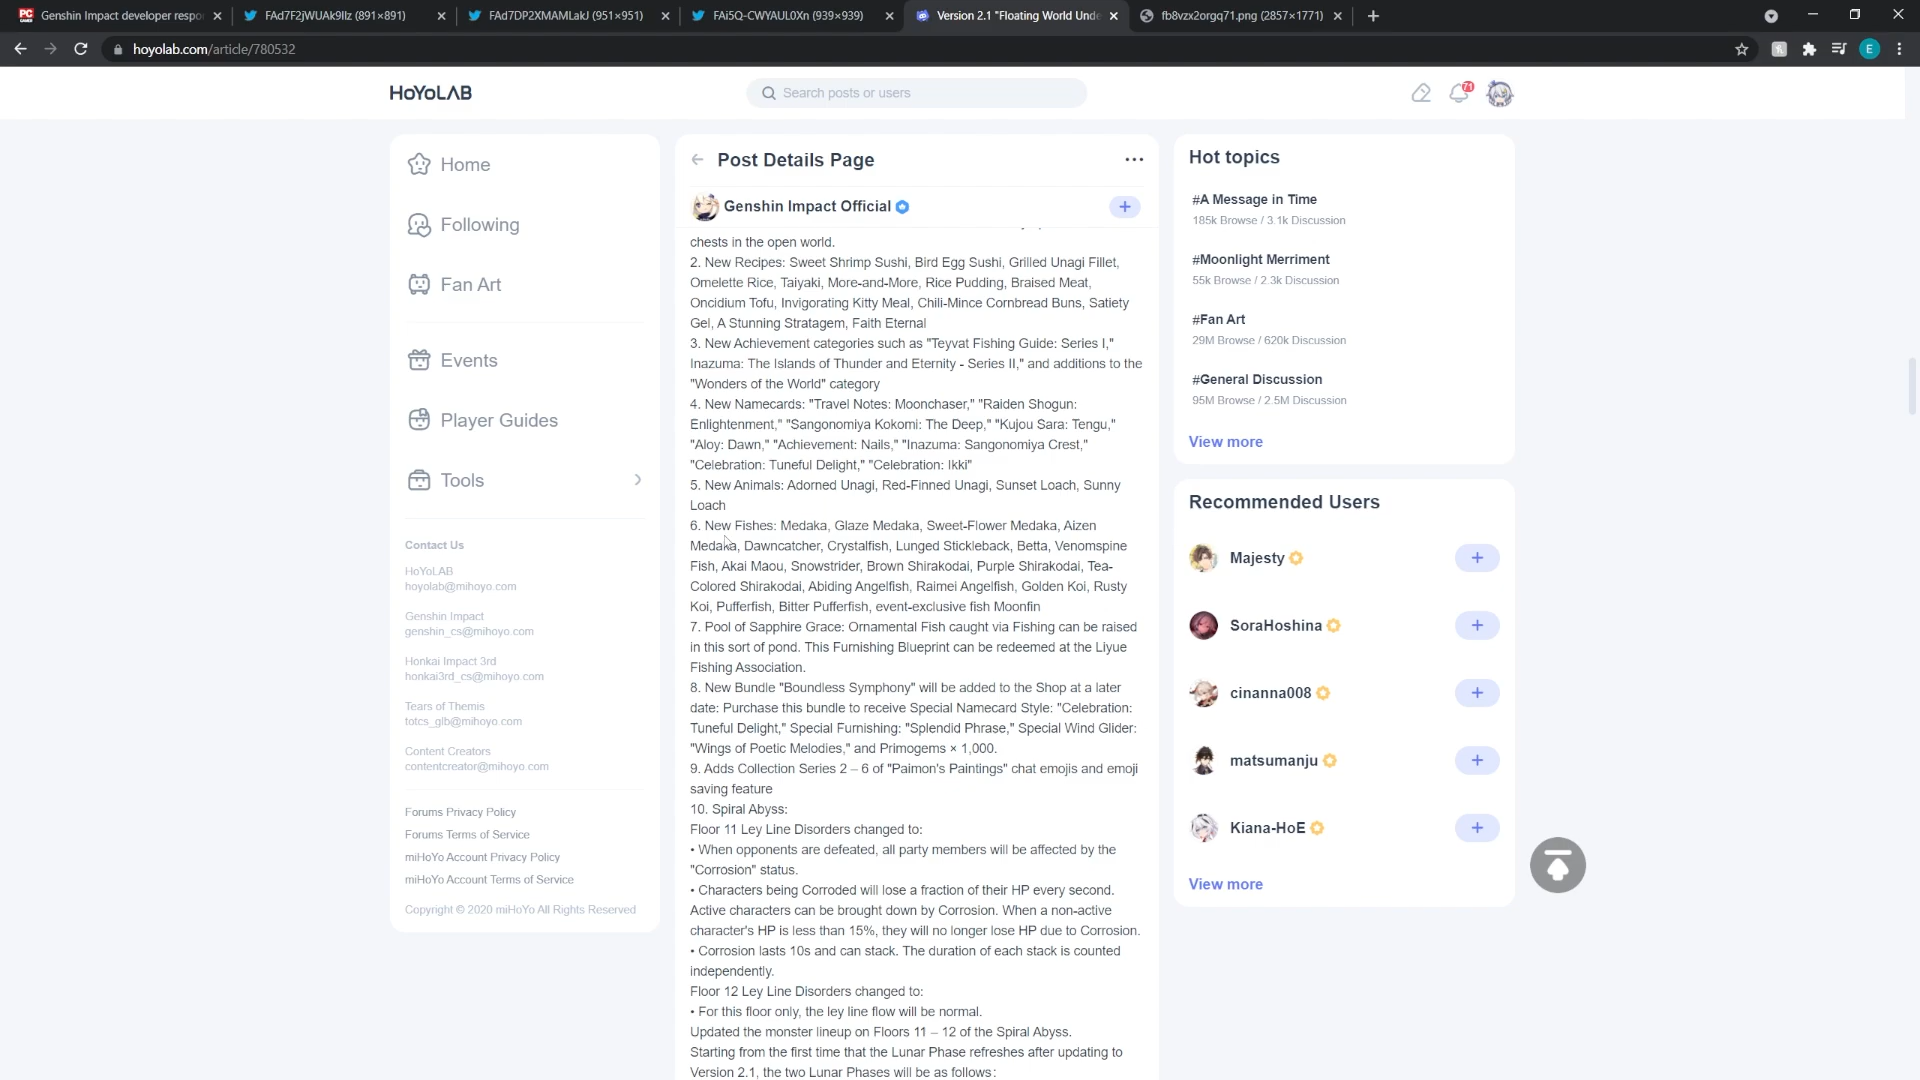 Genshin Impact developer respo
FAd7F2jWUAk9IIz (891×891)
FAd7DP2XMAMLakJ (951×951)
FAi5Q-CWYAUL0Xn (939×939)
Version 2.1 "Floating World Unde
fb8vzx2orgq71.png (2857×1771)
hoyolab.com/article/780532
E
HoYoLAB
Search posts or users
71
Home
Following
Fan Art
Events
Player Guides
Tools
Contact Us
HoYoLAB
hoyolab@mihoyo.com
Genshin Impact
genshin_cs@mihoyo.com
Honkai Impact 3rd
honkai3rd_cs@mihoyo.com
Tears of Themis
totcs_glb@mihoyo.com
Content Creators
contentcreator@mihoyo.com
Forums Privacy Policy
Forums Terms of Service
miHoYo Account Privacy Policy
miHoYo Account Terms of Service
Copyright © 2020 miHoYo All Rights Reserved
Post Details Page
Genshin Impact Official
chests in the open world.
2. New Recipes: Sweet Shrimp Sushi, Bird Egg Sushi, Grilled Unagi Fillet,
Omelette Rice, Taiyaki, More-and-More, Rice Pudding, Braised Meat,
Oncidium Tofu, Invigorating Kitty Meal, Chili-Mince Cornbread Buns, Satiety
Gel, A Stunning Stratagem, Faith Eternal
3. New Achievement categories such as "Teyvat Fishing Guide: Series I,"
Inazuma: The Islands of Thunder and Eternity - Series II," and additions to the
"Wonders of the World" category
4. New Namecards: "Travel Notes: Moonchaser," "Raiden Shogun:
Enlightenment," "Sangonomiya Kokomi: The Deep," "Kujou Sara: Tengu,"
"Aloy: Dawn," "Achievement: Nails," "Inazuma: Sangonomiya Crest,"
"Celebration: Tuneful Delight," "Celebration: Ikki"
5. New Animals: Adorned Unagi, Red-Finned Unagi, Sunset Loach, Sunny
Loach
6. New Fishes: Medaka, Glaze Medaka, Sweet-Flower Medaka, Aizen
Medaka, Dawncatcher, Crystalfish, Lunged Stickleback, Betta, Venomspine
Fish, Akai Maou, Snowstrider, Brown Shirakodai, Purple Shirakodai, Tea-
Colored Shirakodai, Abiding Angelfish, Raimei Angelfish, Golden Koi, Rusty
Koi, Pufferfish, Bitter Pufferfish, event-exclusive fish Moonfin
7. Pool of Sapphire Grace: Ornamental Fish caught via Fishing can be raised
in this sort of pond. This Furnishing Blueprint can be redeemed at the Liyue
Fishing Association.
8. New Bundle "Boundless Symphony" will be added to the Shop at a later
date: Purchase this bundle to receive Special Namecard Style: "Celebration:
Tuneful Delight," Special Furnishing: "Splendid Phrase," Special Wind Glider:
"Wings of Poetic Melodies," and Primogems × 1,000.
9. Adds Collection Series 2 – 6 of "Paimon's Paintings" chat emojis and emoji
saving feature
10. Spiral Abyss:
Floor 11 Ley Line Disorders changed to:
• When opponents are defeated, all party members will be affected by the
"Corrosion" status.
• Characters being Corroded will lose a fraction of their HP every second.
Active characters can be brought down by Corrosion. When a non-active
character's HP is less than 15%, they will no longer lose HP due to Corrosion.
• Corrosion lasts 10s and can stack. The duration of each stack is counted
independently.
Floor 12 Ley Line Disorders changed to:
• For this floor only, the ley line flow will be normal.
Updated the monster lineup on Floors 11 – 12 of the Spiral Abyss.
Starting from the first time that the Lunar Phase refreshes after updating to
Version 2.1, the two Lunar Phases will be as follows:
Hot topics
#A Message in Time
185k Browse / 3.1k Discussion
#Moonlight Merriment
55k Browse / 2.3k Discussion
#Fan Art
29M Browse / 620k Discussion
#General Discussion
95M Browse / 2.5M Discussion
View more
Recommended Users
Majesty
SoraHoshina
cinanna008
matsumanju
Kiana-HoE
View more